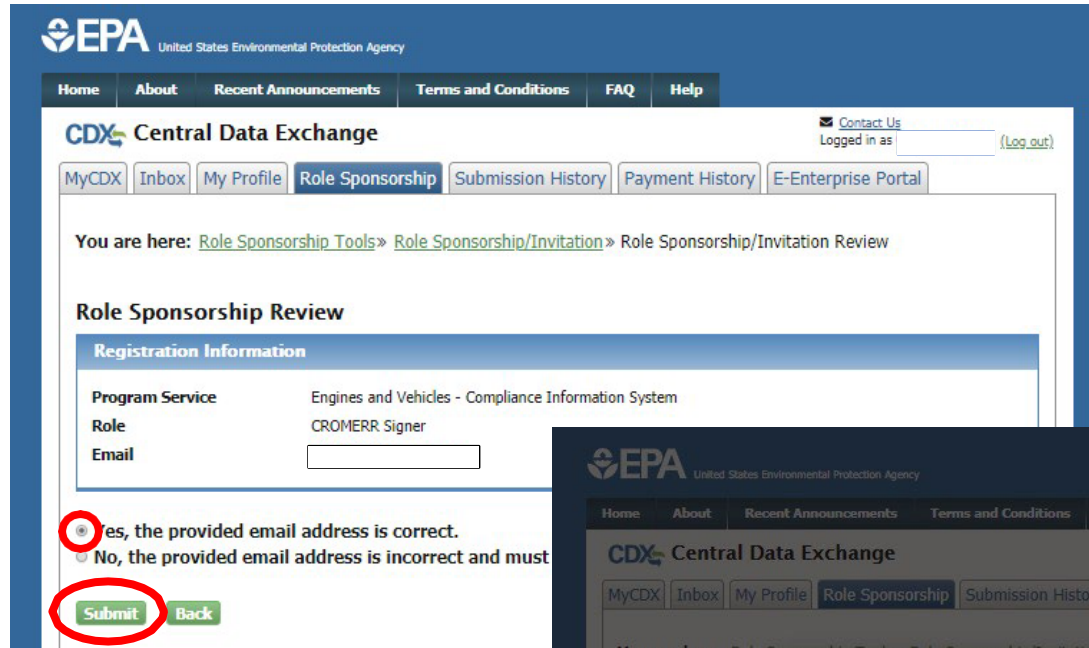 EPA United States Environmental Protection Agency
Home About Recent Announcements Terms and Conditions FAQ Help
CDX Central Data Exchange
Contact Us
Logged in as (Log out)
MyCDX Inbox My Profile Role Sponsorship Submission History Payment History E-Enterprise Portal
You are here: Role Sponsorship Tools» Role Sponsorship/Invitation» Role Sponsorship/Invitation Review
Role Sponsorship Review
Registration Information
Program Service Engines and Vehicles - Compliance Information System
Role CROMERR Signer
Email
Yes, the provided email address is correct.
No, the provided email address is incorrect and must
Submit Back
EPA United States Environmental Protection Agency
Home About Recent Announcements Terms and Conditions
CDX Central Data Exchange
MyCDX Inbox My Profile Role Sponsorship Submission Histo